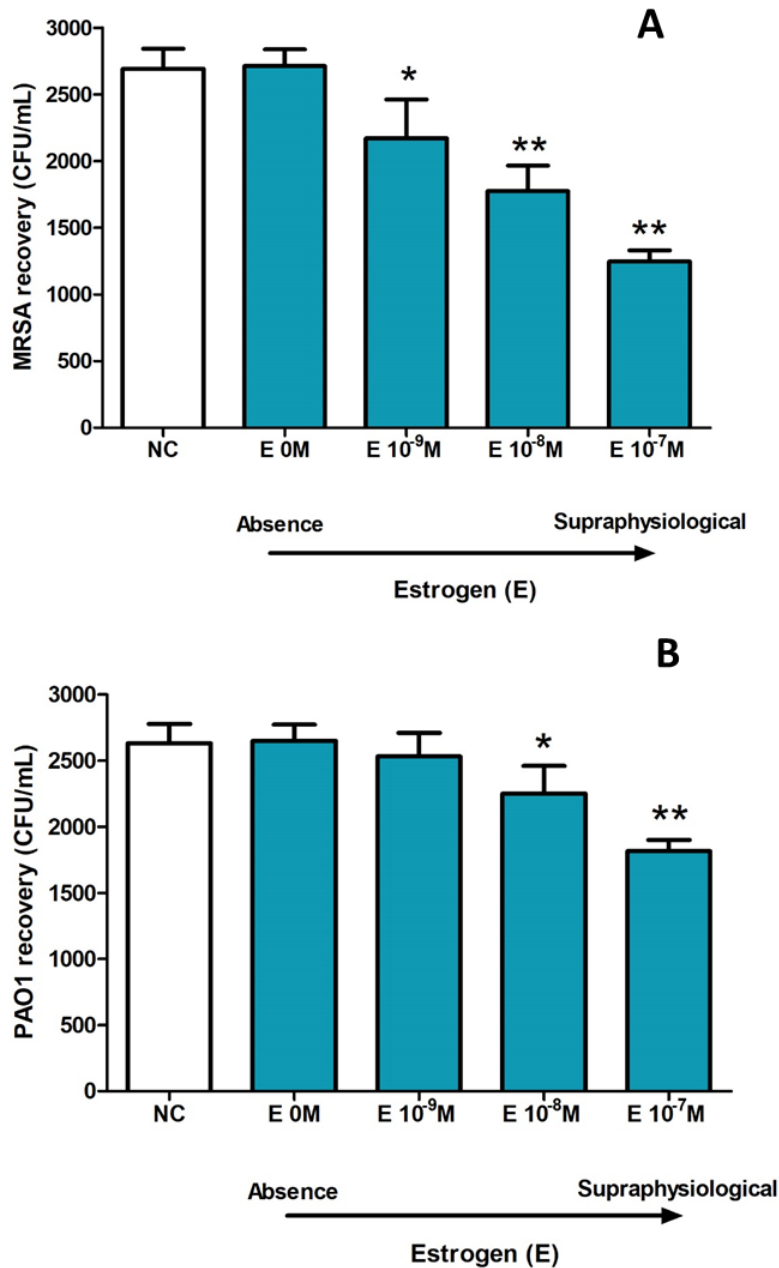 A
MRSA recovery (CFU/mL)
3000
2500
2000
1500
1000
500
0
*
**
**
NC
E 0M
E 10⁻⁹M
E 10⁻⁸M
E 10⁻⁷M
Absence
Supraphysiological
Estrogen (E)
B
PAO1 recovery (CFU/mL)
3000
2500
2000
1500
1000
500
0
*
**
NC
E 0M
E 10⁻⁹M
E 10⁻⁸M
E 10⁻⁷M
Absence
Supraphysiological
Estrogen (E)